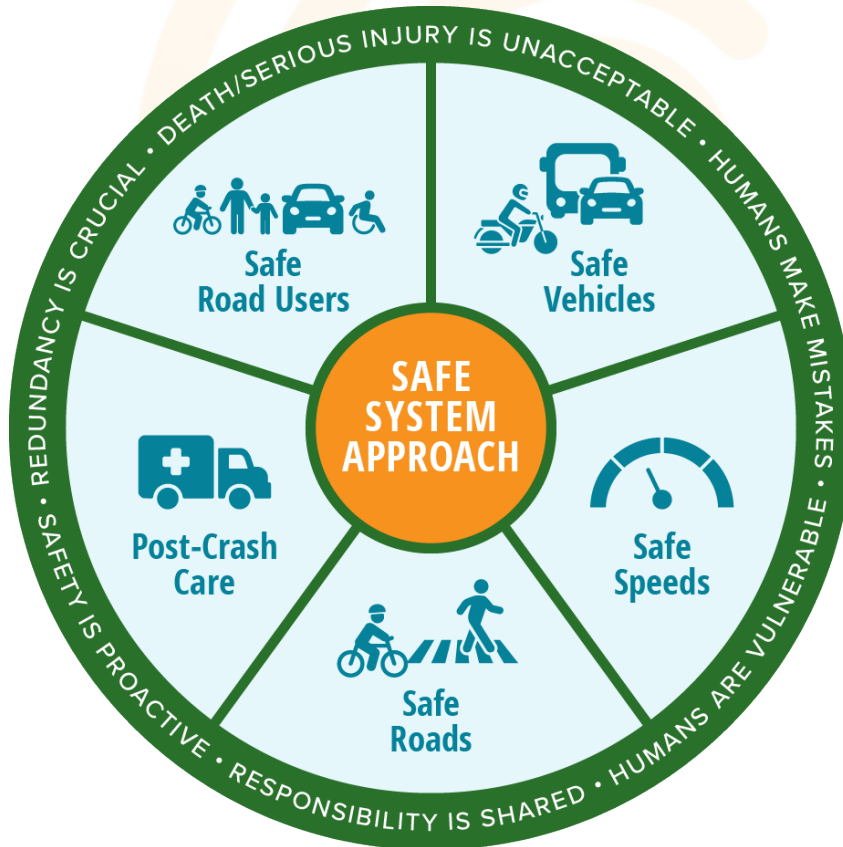 DEATH/SERIOUS INJURY IS UNACCEPTABLE • HUMANS MAKE MISTAKES • HUMANS ARE VULNERABLE • RESPONSIBILITY IS SHARED • SAFETY IS PROACTIVE • REDUNDANCY IS CRUCIAL •
Safe
Road Users
Safe
Vehicles
SAFE
SYSTEM
APPROACH
Post-Crash
Care
Safe
Speeds
Safe
Roads